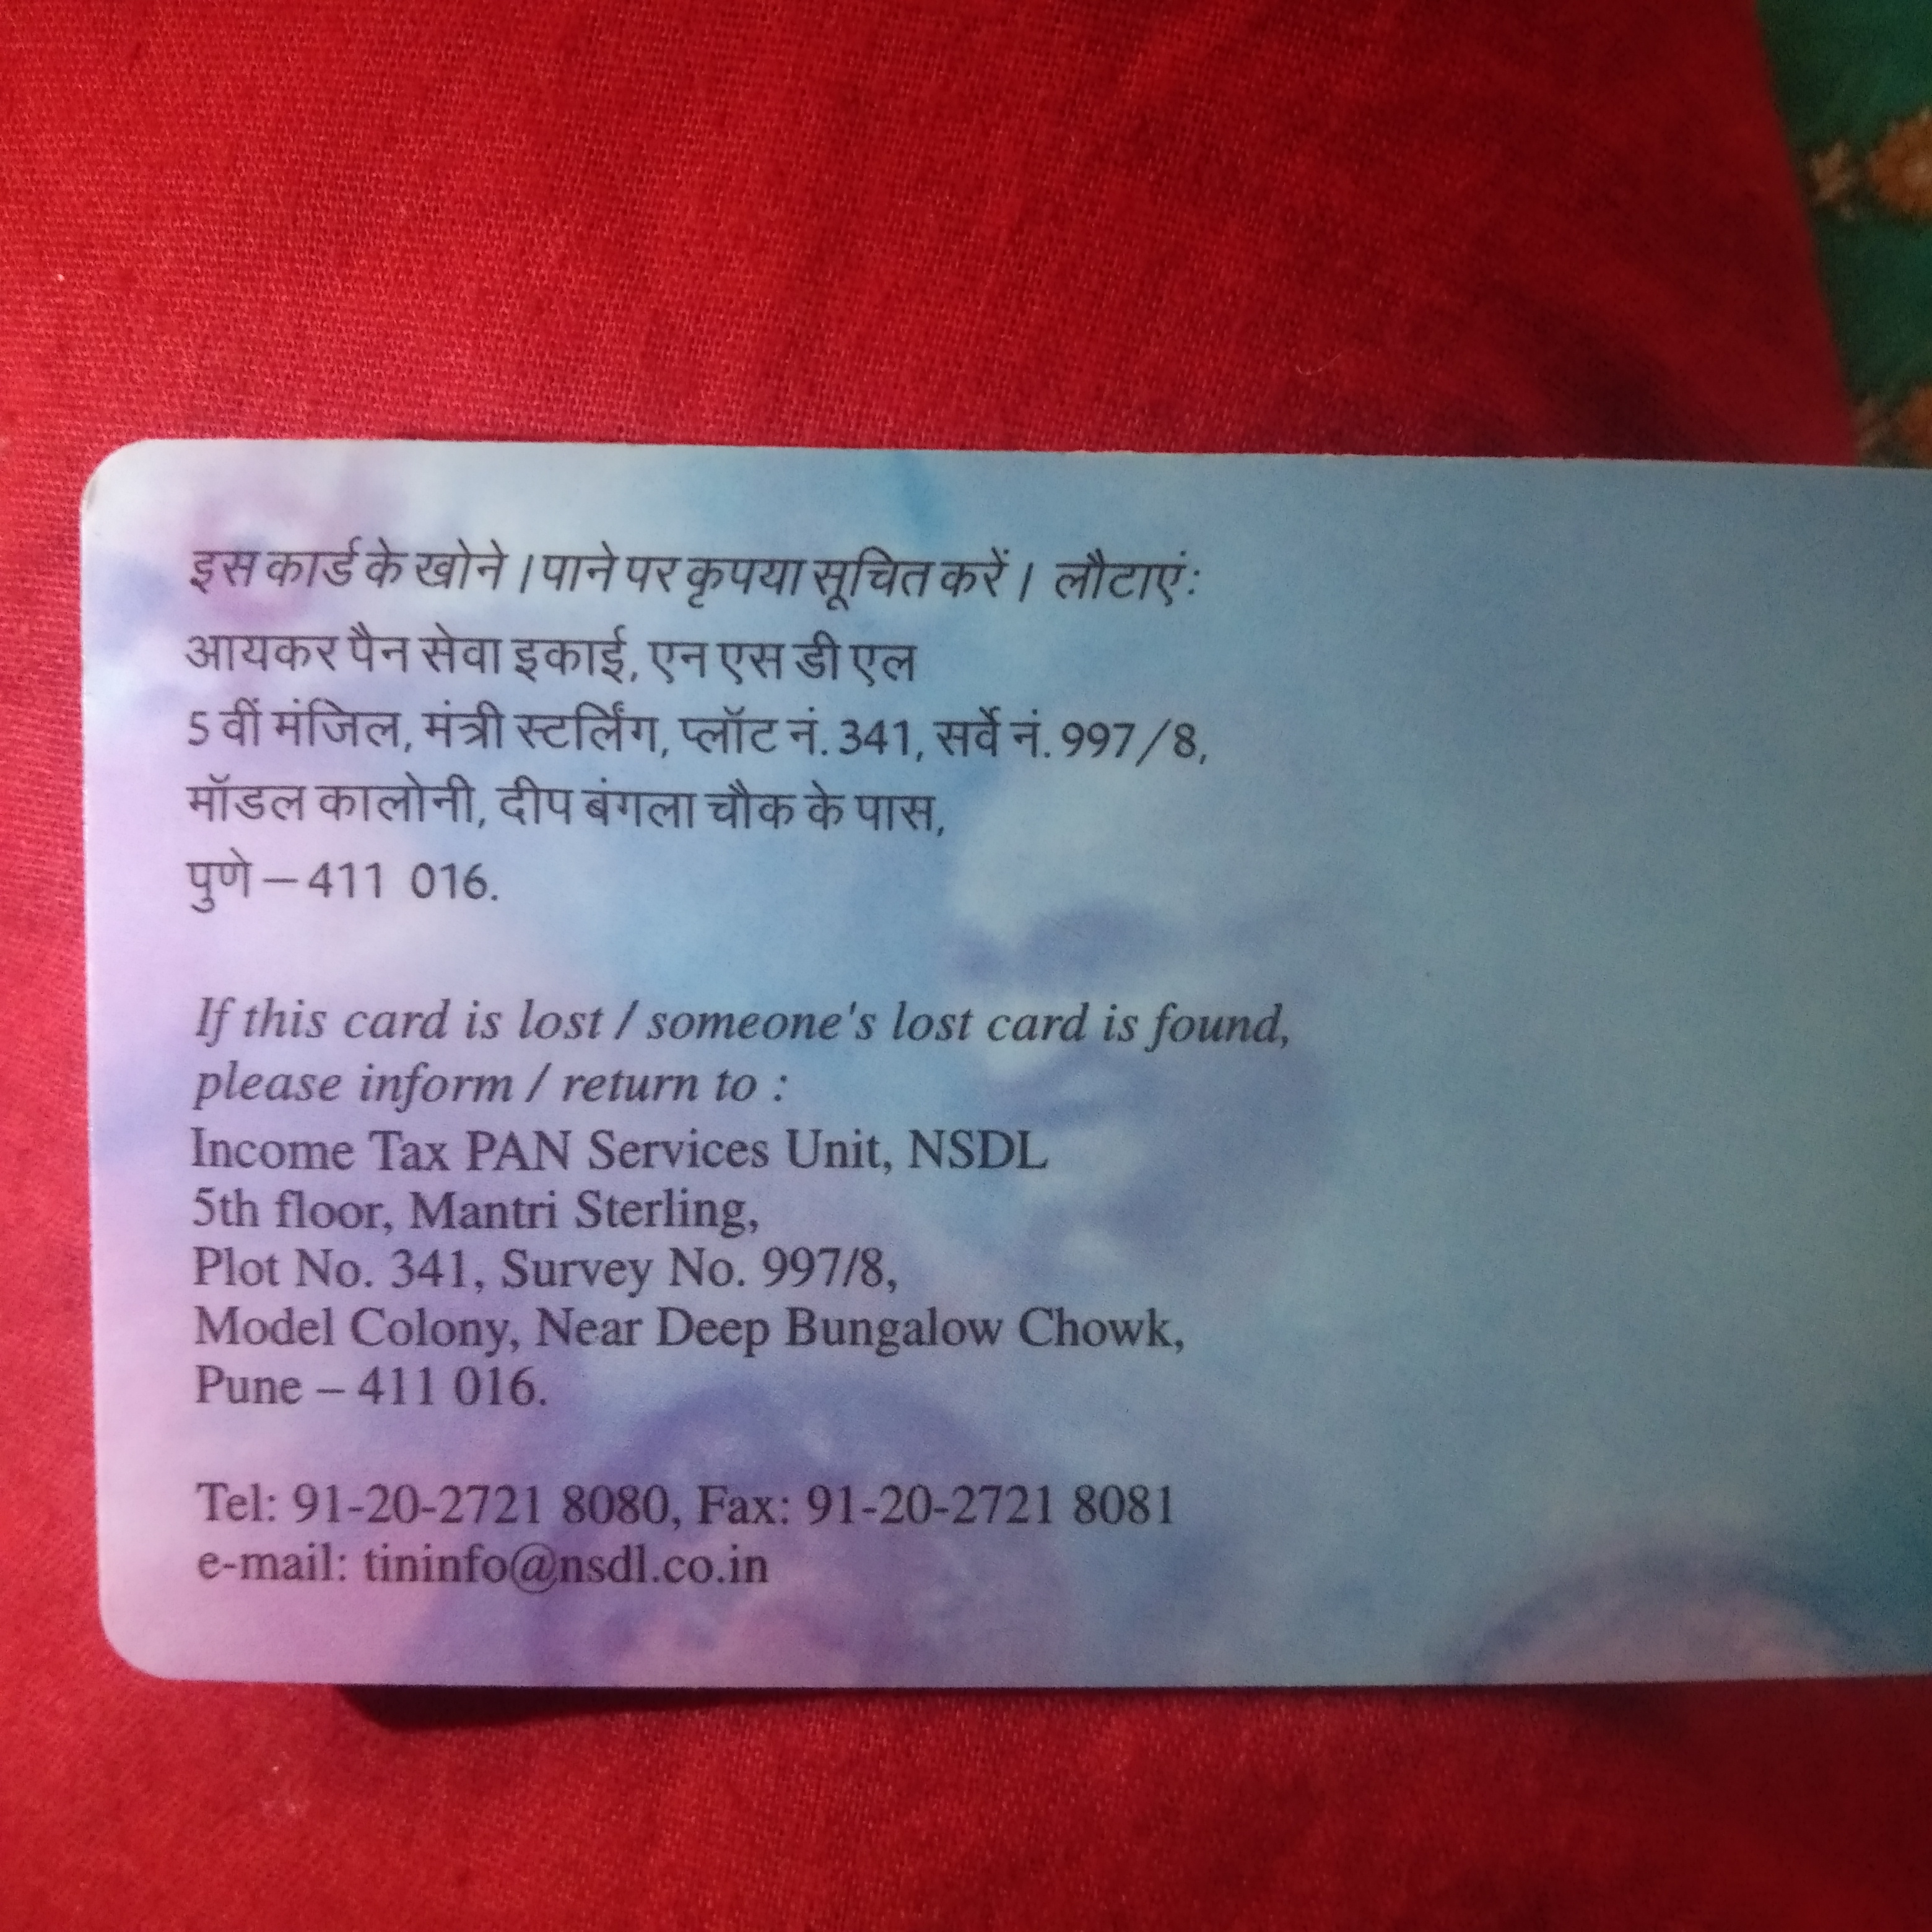 इस कार्ड के खोने / पाने पर कृपया सूचित करें / लौटाएं:
आयकर पैन सेवा इकाई, एन एस डी एल
5 वीं मंजिल, मंत्री स्टर्लिंग, प्लॉट नं. 341, सर्वे नं. 997/8,
मॉडल कालोनी, दीप बंगला चौक के पास,
पुणे – 411 016.
If this card is lost / someone's lost card is found,
please inform / return to :
Income Tax PAN Services Unit, NSDL
5th floor, Mantri Sterling,
Plot No. 341, Survey No. 997/8,
Model Colony, Near Deep Bungalow Chowk,
Pune – 411 016.
Tel: 91-20-2721 8080, Fax: 91-20-2721 8081
e-mail: tininfo@nsdl.co.in